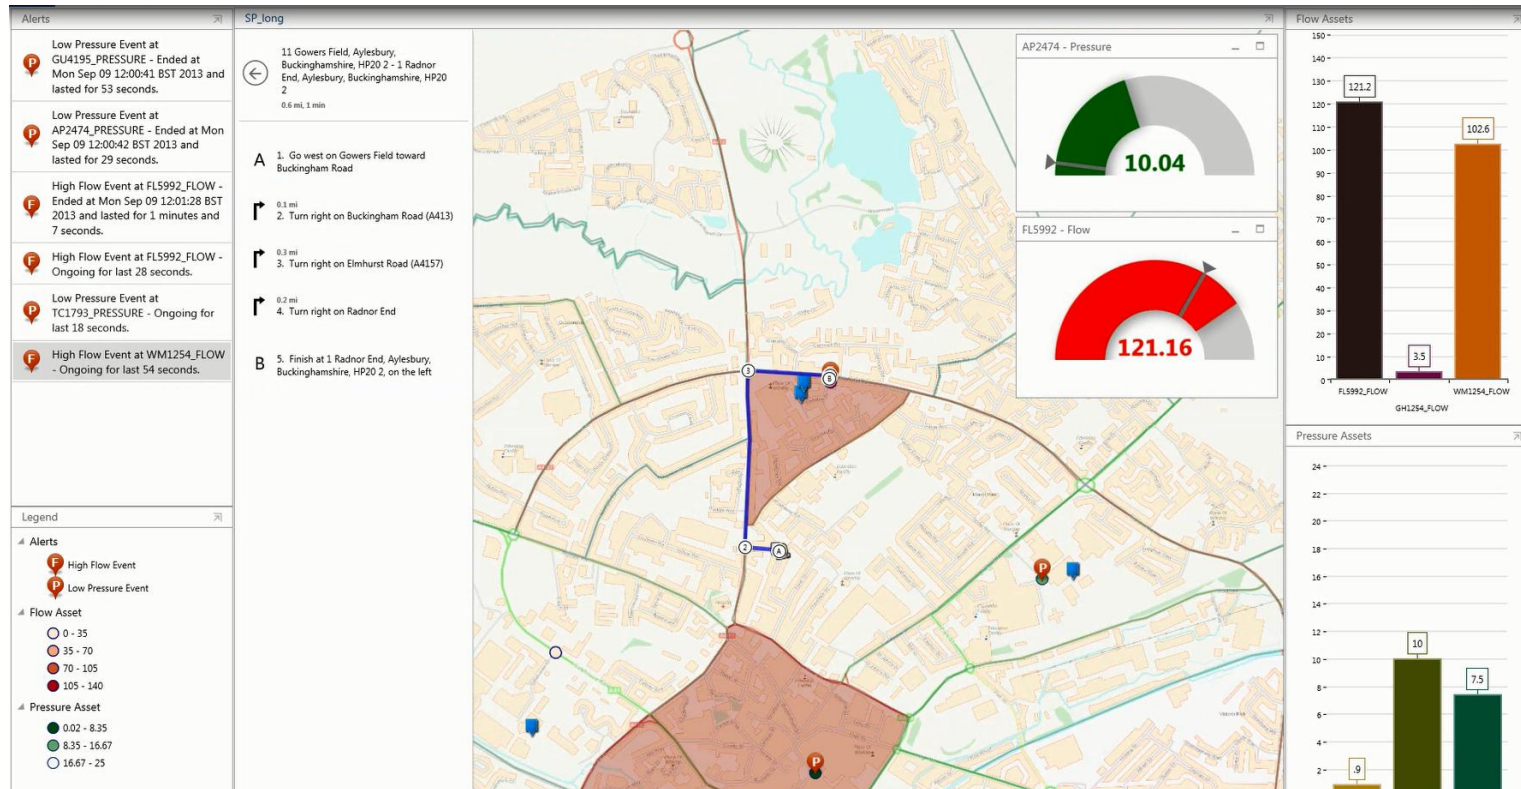 Alerts
Low Pressure Event at
GU4195_PRESSURE - Ended at
Mon Sep 09 12:00:41 BST 2013 and
lasted for 53 seconds.
Low Pressure Event at
AP2474_PRESSURE - Ended at Mon
Sep 09 12:00:42 BST 2013 and
lasted for 29 seconds.
High Flow Event at FL5992_FLOW -
Ended at Mon Sep 09 12:01:28 BST
2013 and lasted for 1 minutes and
7 seconds.
High Flow Event at FL5992_FLOW -
Ongoing for last 28 seconds.
Low Pressure Event at
TC1793_PRESSURE - Ongoing for
last 18 seconds.
High Flow Event at WM1254_FLOW
- Ongoing for last 54 seconds.
Legend
Alerts
F High Flow Event
P Low Pressure Event
Flow Asset
0 - 35
35 - 70
70 - 105
105 - 140
Pressure Asset
0.02 - 8.35
8.35 - 16.67
16.67 - 25
SP_long
11 Gowers Field, Aylesbury,
Buckinghamshire, HP20 2 - 1 Radnor
End, Aylesbury, Buckinghamshire, HP20
2
0.6 mi, 1 min
A 1. Go west on Gowers Field toward
Buckingham Road
0.1 mi
2. Turn right on Buckingham Road (A413)
0.3 mi
3. Turn right on Elmhurst Road (A4157)
0.2 mi
4. Turn right on Radnor End
B 5. Finish at 1 Radnor End, Aylesbury,
Buckinghamshire, HP20 2, on the left
3
B
2
A
P
P
AP2474 - Pressure
10.04
FL5992 - Flow
121.16
Flow Assets
150
140
130
120
110
100
90
80
70
60
50
40
30
20
10
0
121.2
3.5
102.6
FL5992_FLOW
GH1254_FLOW
WM1254_FLOW
Pressure Assets
24
22
20
18
16
14
12
10
8
6
4
2
.9
10
7.5